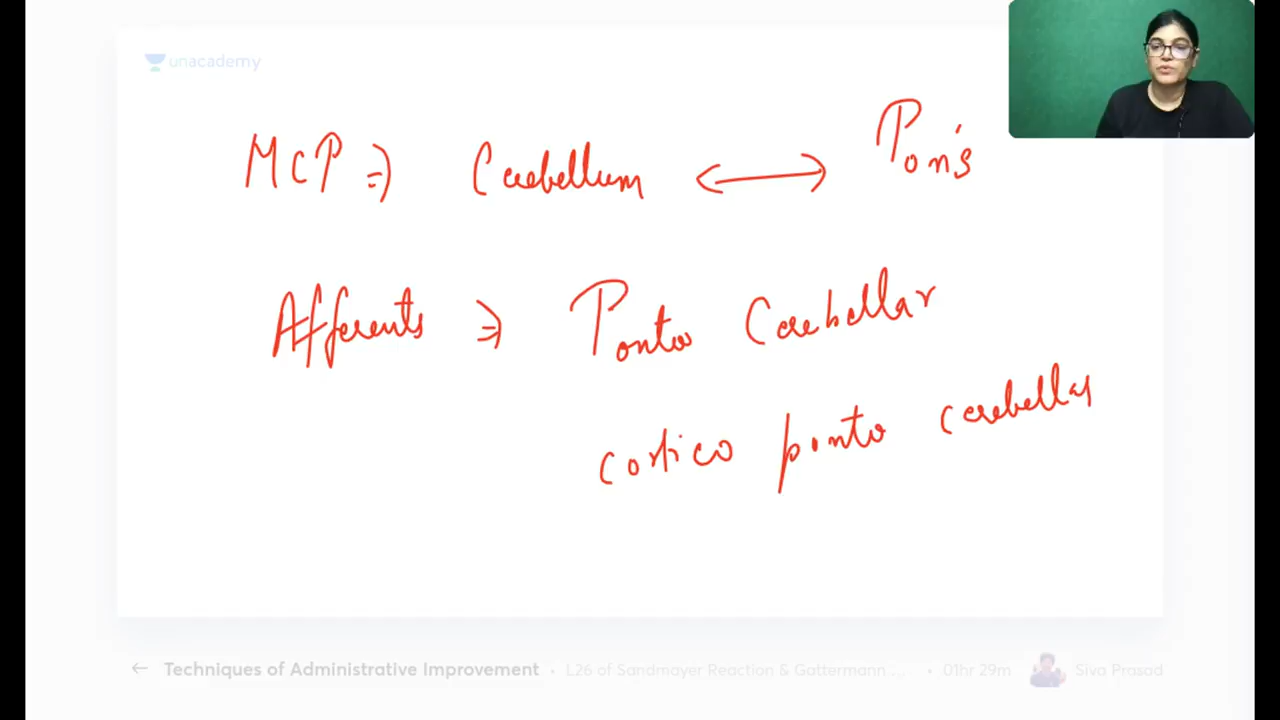 unacademy
MCP ⇒ Cerebellum ↔ Pons
Afferents ⇒ Ponto Cerebellar
cortico ponto cerebellar
← Techniques of Administrative Improvement • L26 of Sandmayer Reaction & Gattermann ... • 01hr 29m Siva Prasad